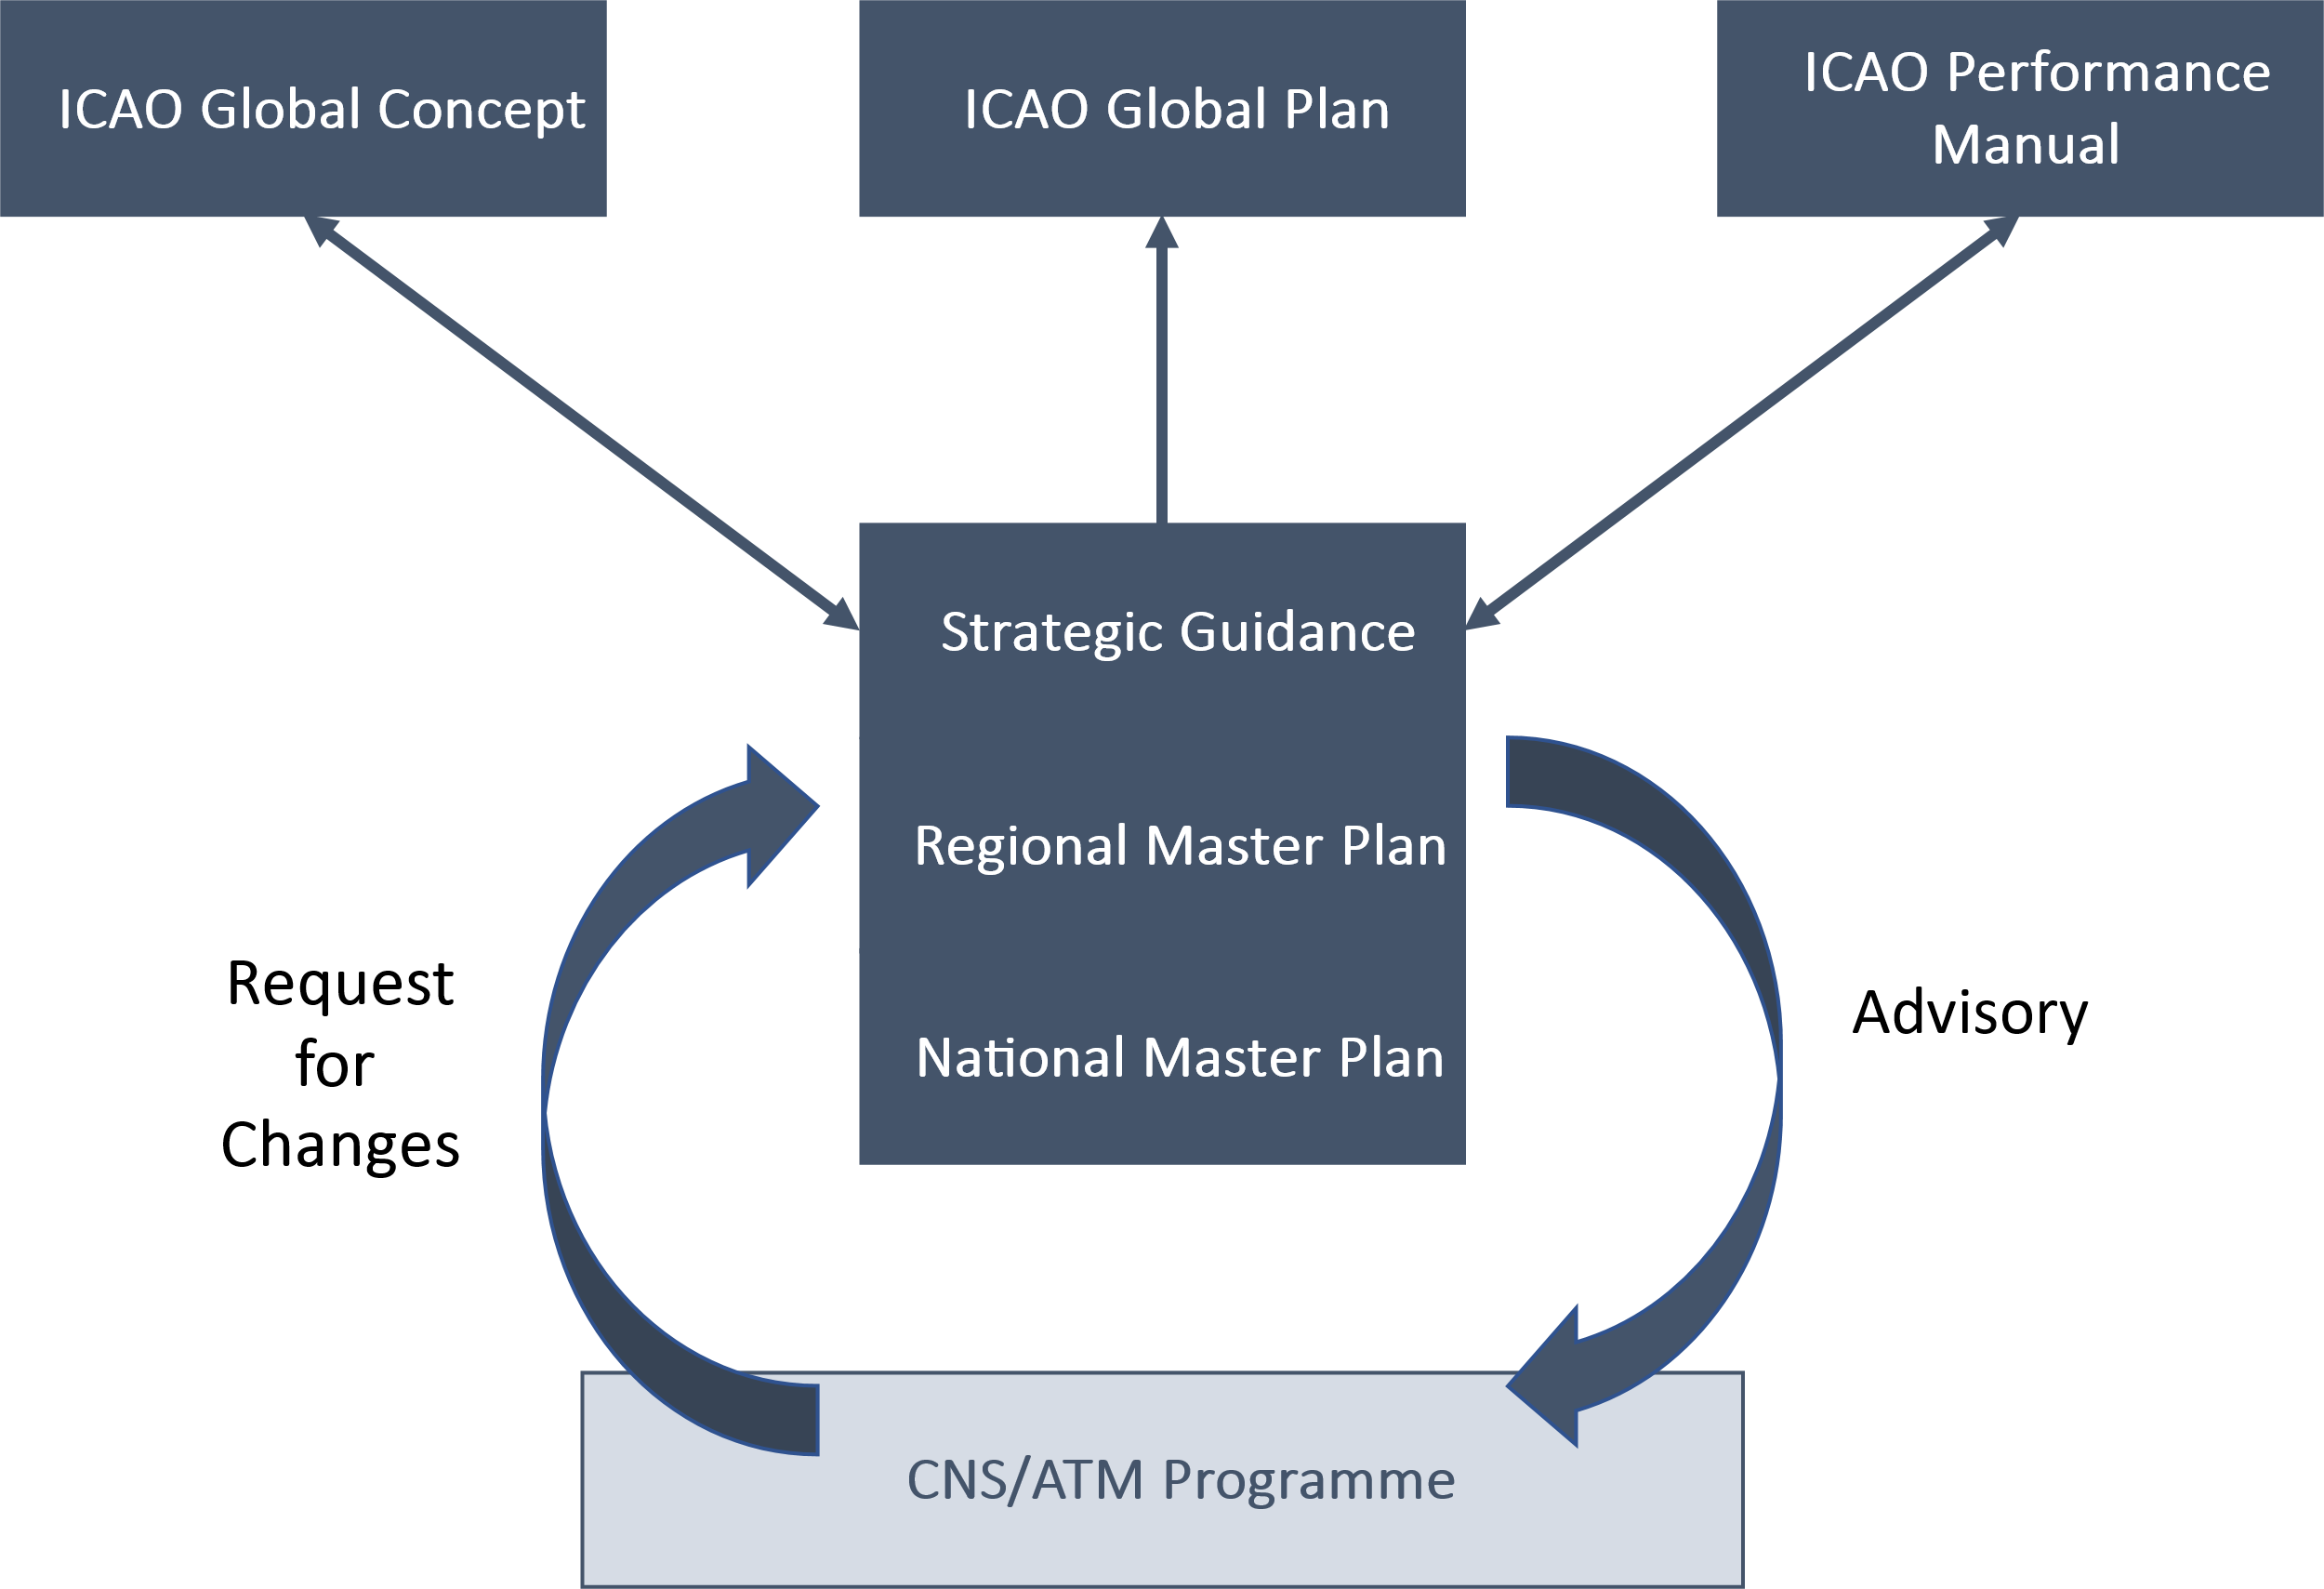 ICAO Global Concept
ICAO Global Plan
ICAO Performance
Manual
Strategic Guidance
Regional Master Plan
National Master Plan
Request
for
Changes
Advisory
CNS/ATM Programme